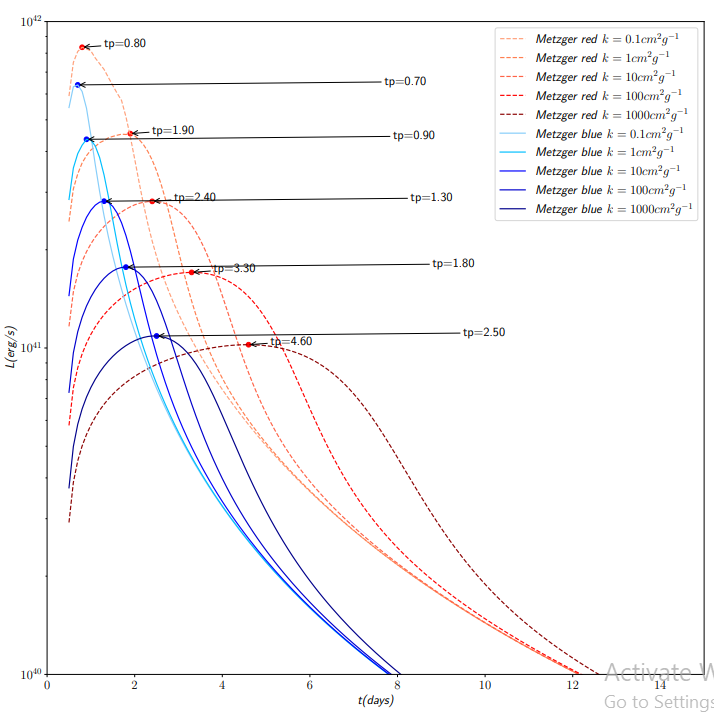 10^42
tp=0.80
Metzger red k = 0.1cm^2g^−1
Metzger red k = 1cm^2g^−1
Metzger red k = 10cm^2g^−1
Metzger red k = 100cm^2g^−1
Metzger red k = 1000cm^2g^−1
Metzger blue k = 0.1cm^2g^−1
Metzger blue k = 1cm^2g^−1
Metzger blue k = 10cm^2g^−1
Metzger blue k = 100cm^2g^−1
Metzger blue k = 1000cm^2g^−1
tp=0.70
tp=1.90
tp=0.90
tp=2.40
tp=1.30
tp=3.30
tp=1.80
tp=4.60
tp=2.50
L(erg/s)
10^41
10^40
0 2 4 6 8 10 12 14
t(days)
Activate W
Go to Settings